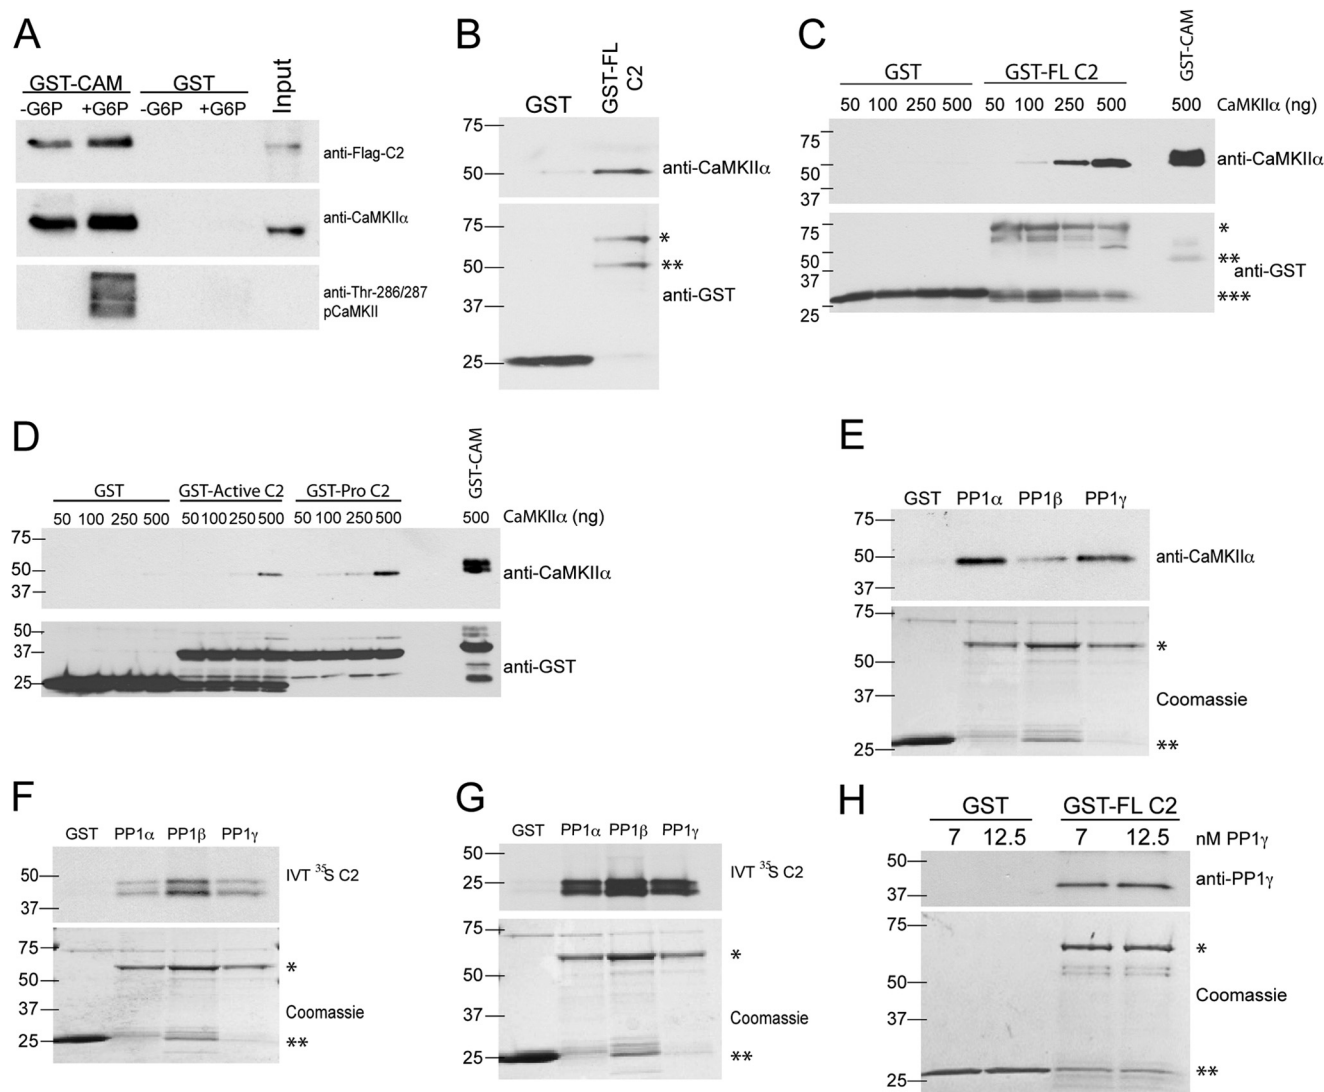 A
GST-CAM GST Input
-G6P +G6P -G6P +G6P
anti-Flag-C2
anti-CaMKIIα
anti-Thr-286/287
pCaMKII
B
GST GST-FL C2
75
50
anti-CaMKIIα
75
50
37
25
*
**
anti-GST
C
GST GST-FL C2 GST-CAM
50 100 250 500 50 100 250 500 500 CaMKIIα (ng)
75
50
37
anti-CaMKIIα
75
50
37
25
*
**
anti-GST
***
D
GST GST-Active C2 GST-Pro C2 GST-CAM
50 100 250 500 50 100 250 500 50 100 250 500 500 CaMKIIα (ng)
75
50
37
anti-CaMKIIα
50
37
25
anti-GST
E
GST PP1α PP1β PP1γ
75
50
37
anti-CaMKIIα
75
50
37
25
*
Coomassie
**
F
GST PP1α PP1β PP1γ
50
37
IVT ³⁵S C2
75
50
37
25
*
Coomassie
**
G
GST PP1α PP1β PP1γ
50
25
IVT ³⁵S C2
75
50
37
25
*
Coomassie
**
H
GST GST-FL C2
7 12.5 7 12.5 nM PP1γ
50
37
anti-PP1γ
75
50
37
25
*
Coomassie
**